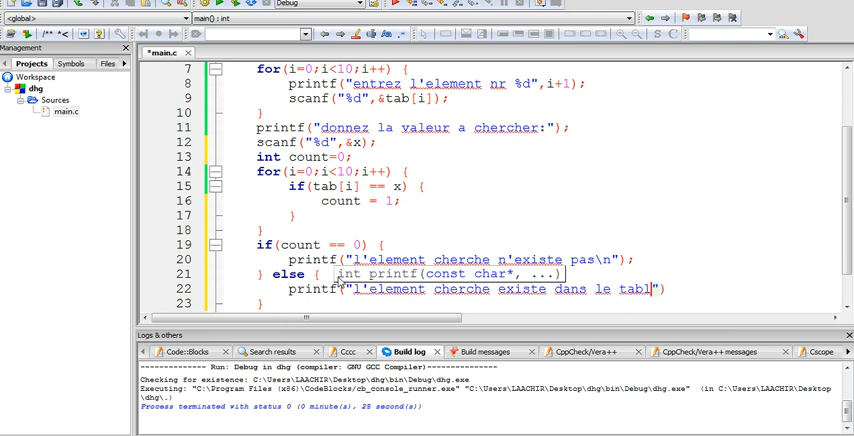 Debug
<global>
main() : int
/** *<
Aa
.*
S C
Management
*main.c
Projects Symbols Files
Workspace
dhg
Sources
main.c
7 for(i=0;i<10;i++) {
8 printf("entrez l'element nr %d",i+1);
9 scanf("%d",&tab[i]);
10 }
11 printf("donnez la valeur a chercher:");
12 scanf("%d",&x);
13 int count=0;
14 for(i=0;i<10;i++) {
15 if(tab[i] == x) {
16 count = 1;
17 }
18 }
19 if(count == 0) {
20 printf("l'element cherche n'existe pas\n");
21 } else { int printf(const char*, ...)
22 printf("l'element cherche existe dans le tabl")
23 }
Logs & others
Code::Blocks Search results Cccc Build log Build messages CppCheck/Vera++ CppCheck/Vera++ messages Cscope
-------------- Run: Debug in dhg (compiler: GNU GCC Compiler)---------------
Checking for existence: C:\Users\LAACHIR\Desktop\dhg\bin\Debug\dhg.exe
Executing: "C:\Program Files (x86)\CodeBlocks/cb_console_runner.exe" "C:\Users\LAACHIR\Desktop\dhg\bin\Debug\dhg.exe" (in C:\Users\LAACHIR\Desktop
\dhg\.)
Process terminated with status 0 (0 minute(s), 25 second(s))